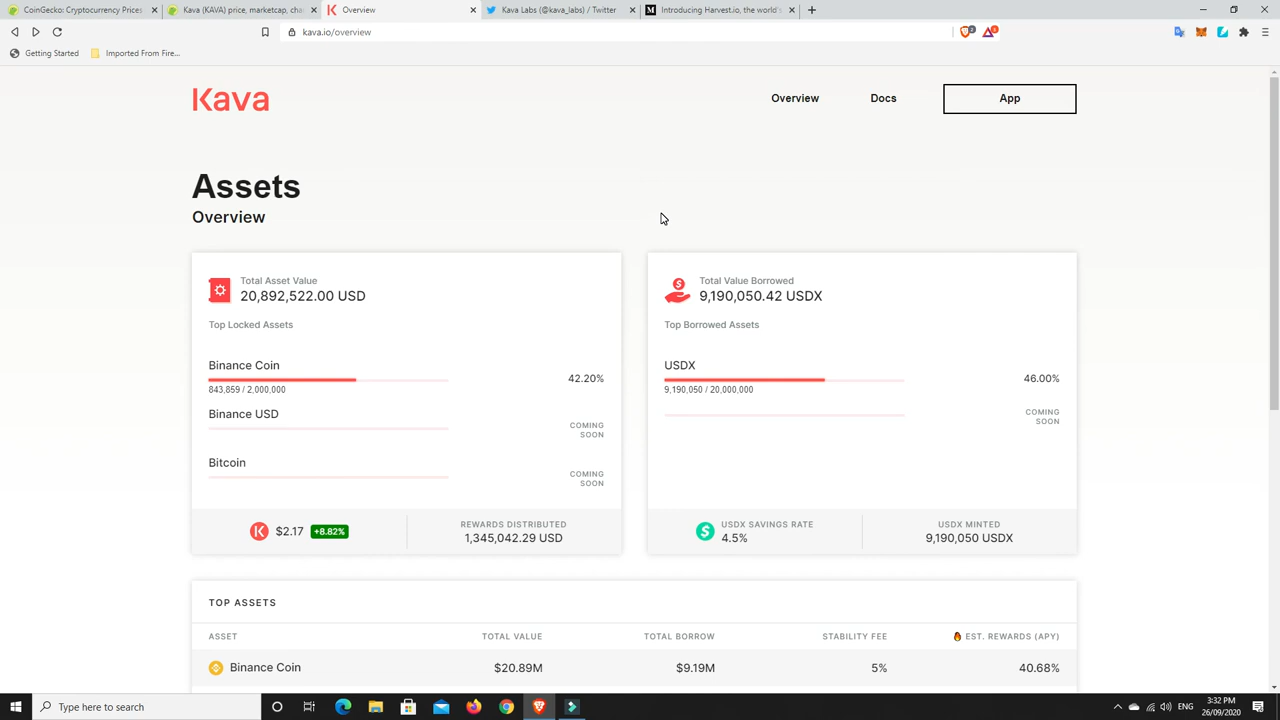 CoinGecko: Cryptocurrency Prices
Kava (KAVA) price, marketcap, cha
Overview
Kava Labs (@kava_labs) / Twitter
Introducing Harvest.io, the world's
kava.io/overview
Getting Started
Imported From Fire...
Kava
Overview
Docs
App
Assets
Overview
Total Asset Value
20,892,522.00 USD
Top Locked Assets
Binance Coin
42.20%
843,859 / 2,000,000
Binance USD
COMING
SOON
Bitcoin
COMING
SOON
$2.17
+8.82%
REWARDS DISTRIBUTED
1,345,042.29 USD
Total Value Borrowed
9,190,050.42 USDX
Top Borrowed Assets
USDX
46.00%
9,190,050 / 20,000,000
COMING
SOON
USDX SAVINGS RATE
4.5%
USDX MINTED
9,190,050 USDX
TOP ASSETS
ASSET
TOTAL VALUE
TOTAL BORROW
STABILITY FEE
EST. REWARDS (APY)
Binance Coin
$20.89M
$9.19M
5%
40.68%
Type here to search
ENG
3:32 PM
26/09/2020